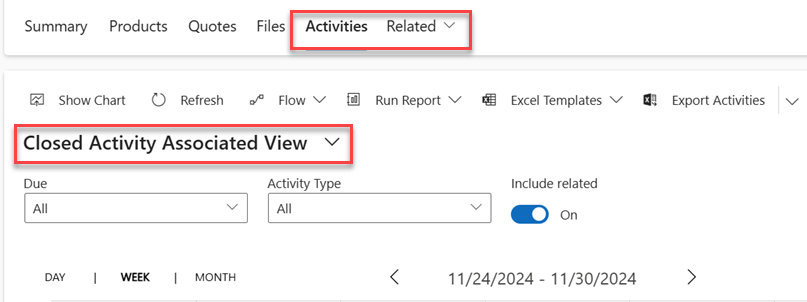 Summary Products Quotes Files Activities Related
Show Chart Refresh Flow Run Report Excel Templates Export Activities
Closed Activity Associated View
Due Activity Type Include related
All All On
DAY | WEEK | MONTH 11/24/2024 - 11/30/2024